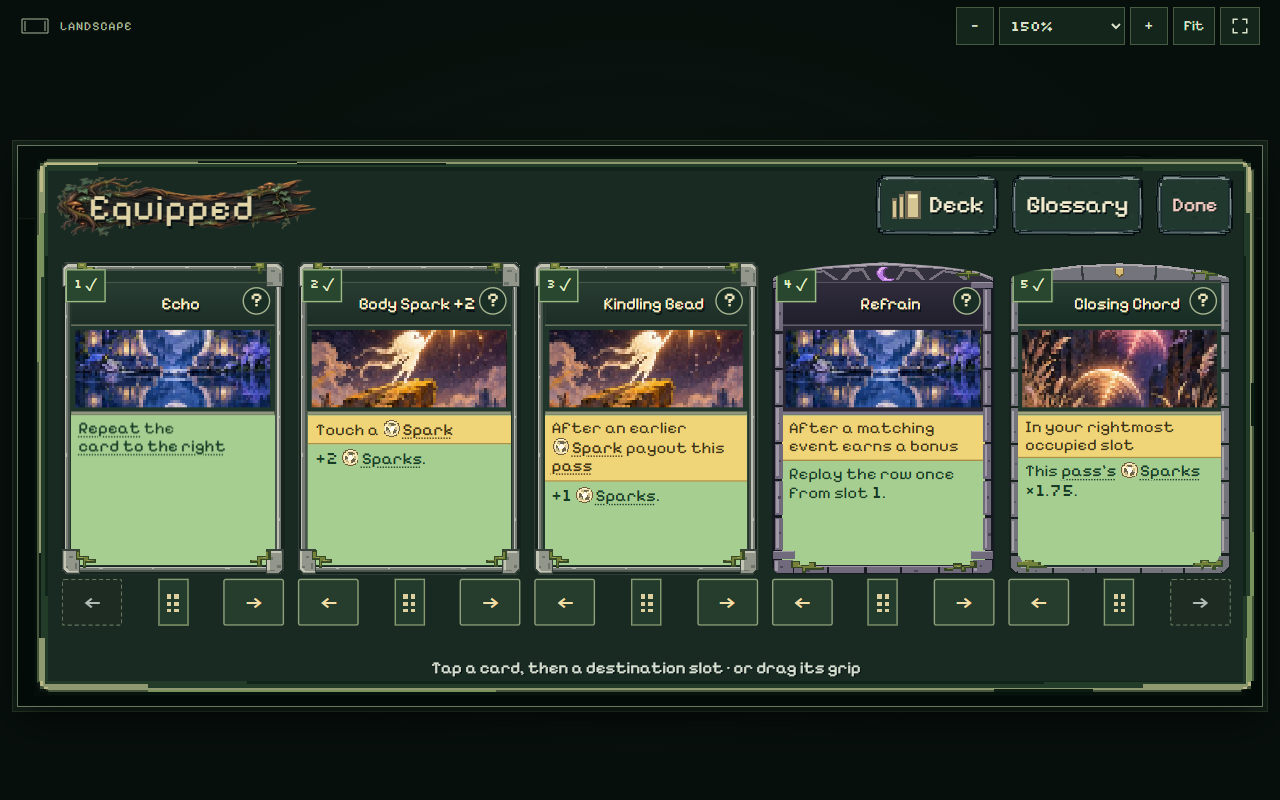 LANDSCAPE
-
150%
+
Fit
Equipped
Deck
Glossary
Done
1 ✓
Echo
?
Repeat the
card to the right
2 ✓
Body Spark +2
?
Touch a Spark
+2 Sparks.
3 ✓
Kindling Bead
?
After an earlier
Spark payout this
pass
+1 Sparks.
4 ✓
Refrain
?
After a matching
event earns a bonus
Replay the row once
from slot 1.
5 ✓
Closing Chord
?
In your rightmost
occupied slot
This pass's Sparks
×1.75.
← → ← → ← → ← → ← →
Tap a card, then a destination slot · or drag its grip